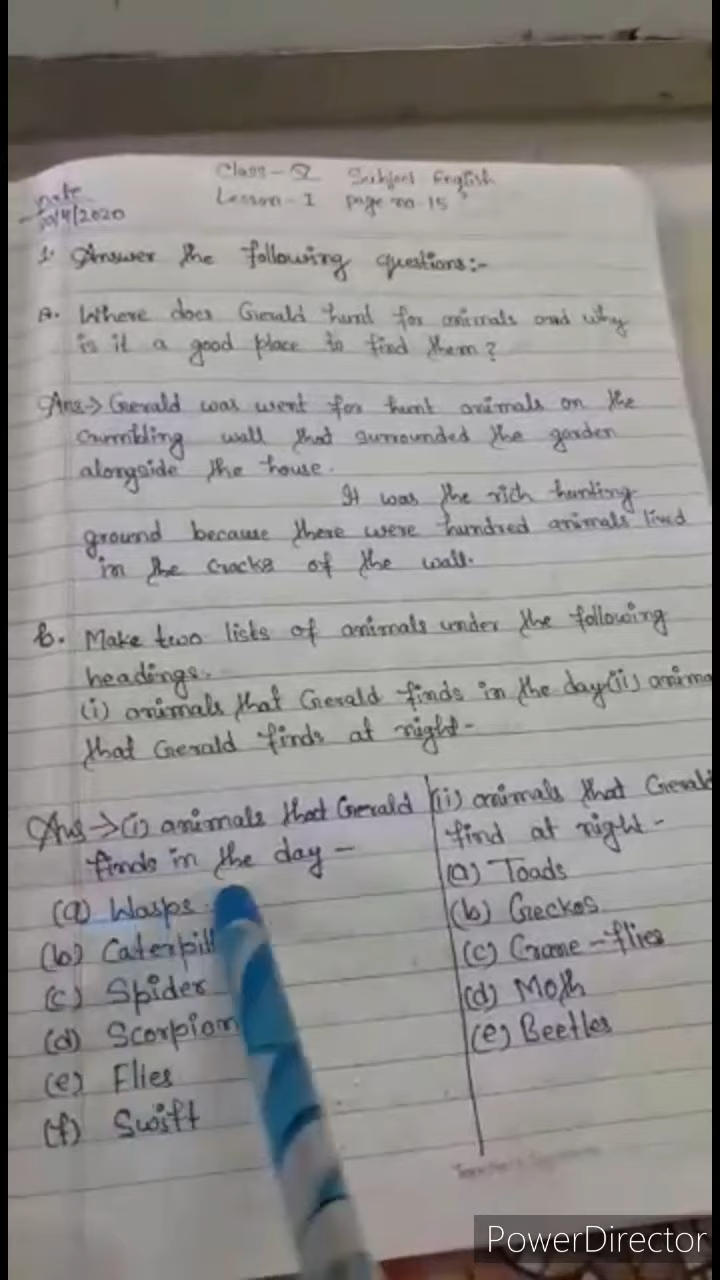 Class - V Subject English
Lesson - I Page no. 15
Date
20/4/2020
1. Answer the following questions:-
A. Where does Gerald hunt for animals and why
is it a good place to find them?
Ans-> Gerald was went for hunt animals on the
crumbling wall that surrounded the garden
alongside the house.
It was the rich hunting
ground because there were hundred animals lived
in the cracks of the wall.
b. Make two lists of animals under the following
headings.
(i) animals that Gerald finds in the day (ii) anima
that Gerald finds at night-
Ans -> (i) animals that Gerald
finds in the day -
(a) Wasps
(b) Caterpill
(c) Spider
(d) Scorpion
(e) Flies
(f) Swift
(ii) animals that Gerald
find at night -
(a) Toads
(b) Geckos
(c) Crane-flies
(d) Moth
(e) Beetles
PowerDirector